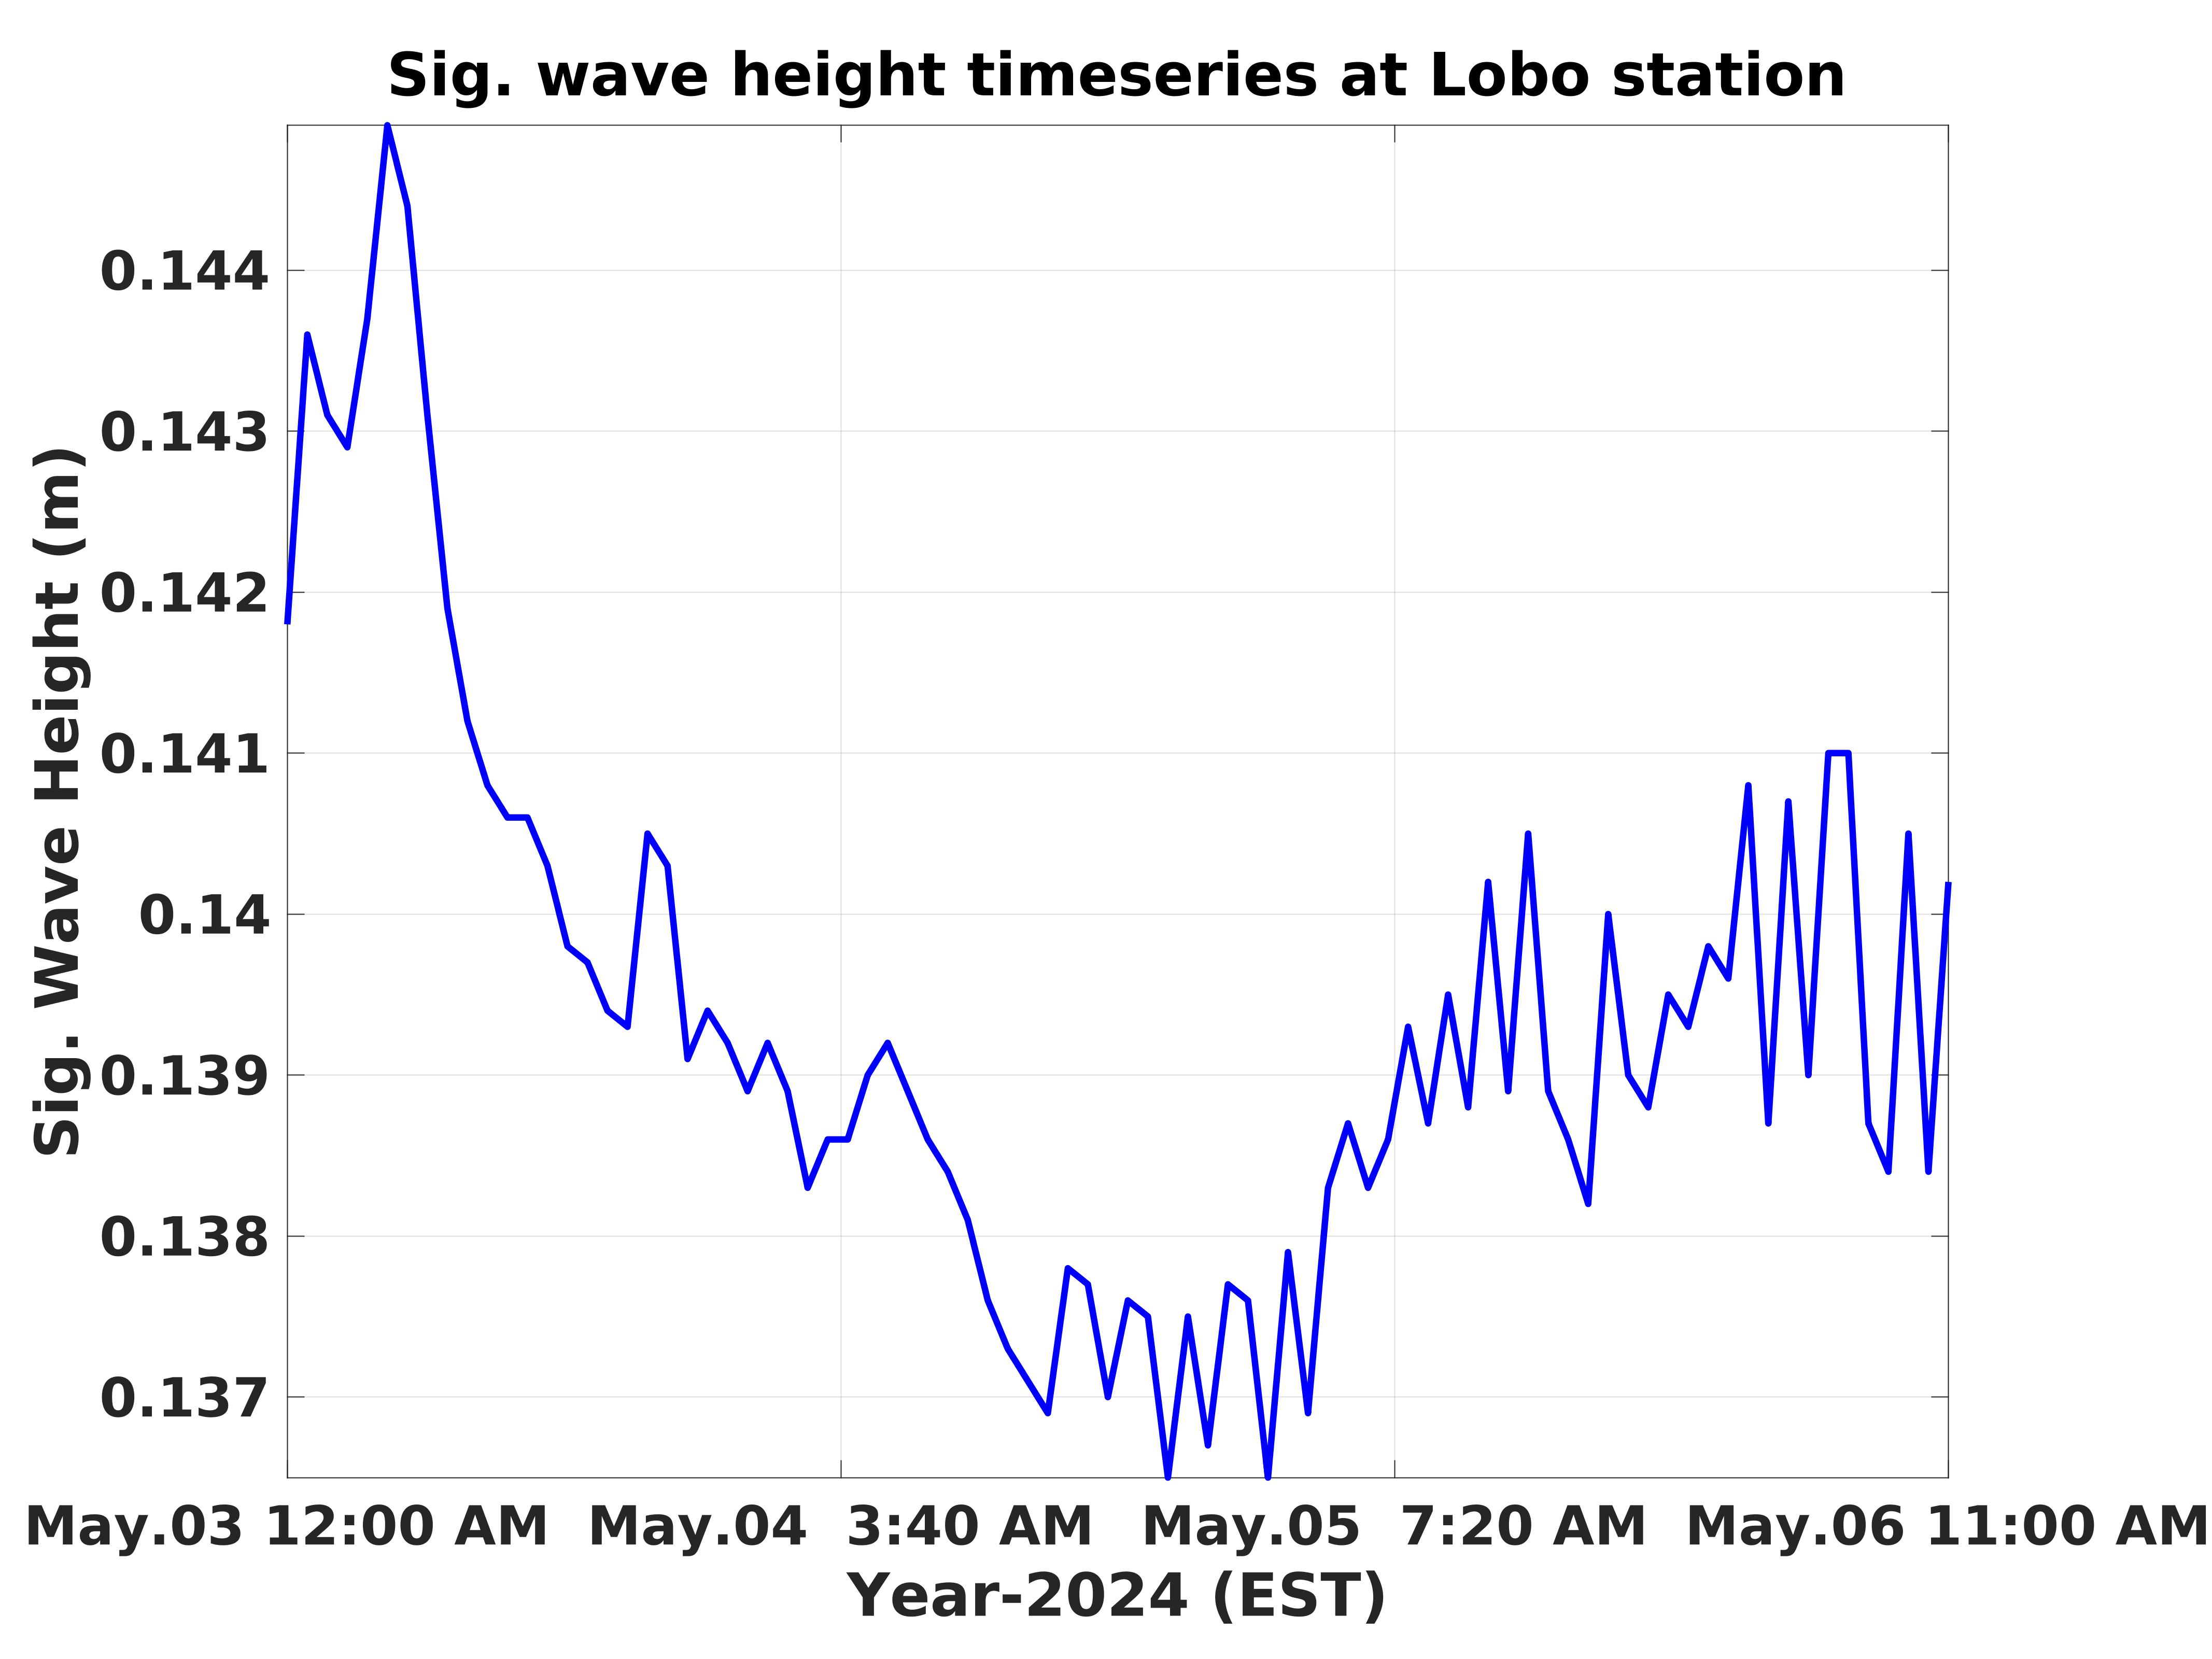 Sig. wave height timeseries at Lobo station
Sig. Wave Height (m)
0.144
0.143
0.142
0.141
0.14
0.139
0.138
0.137
May.03 12:00 AM May.04 3:40 AM May.05 7:20 AM May.06 11:00 AM
Year-2024 (EST)